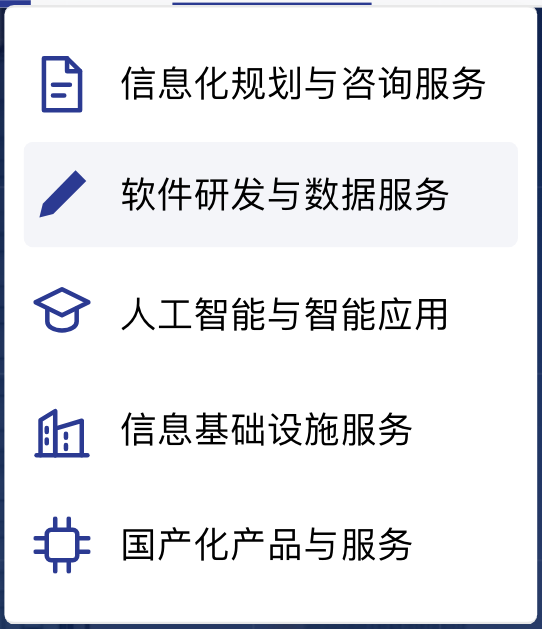 信息化规划与咨询服务
软件研发与数据服务
人工智能与智能应用
信息基础设施服务
国产化产品与服务